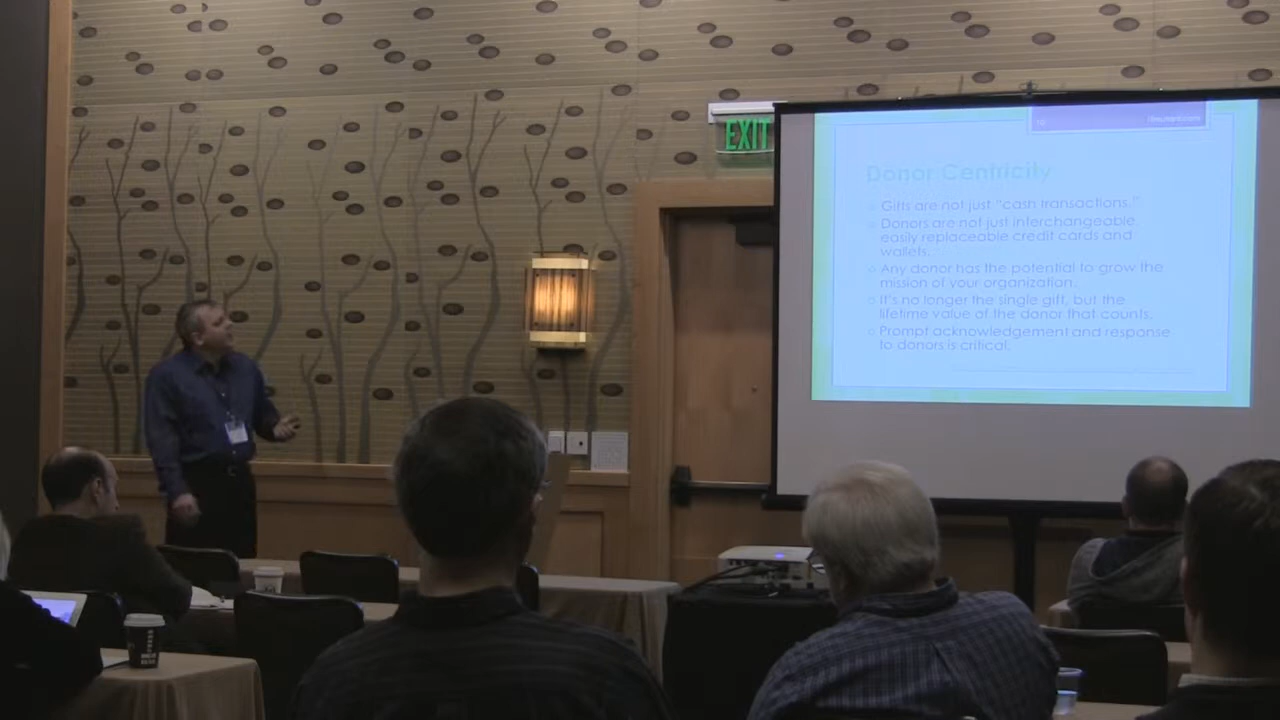 EXIT
10
Donor Centricity
Gifts are not just "cash transactions."
Donors are not just interchangeable,
easily replaceable credit cards and
wallets.
Any donor has the potential to grow the
mission of your organization.
It's no longer the single gift, but the
lifetime value of the donor that counts.
Prompt acknowledgement and response
to donors is critical.